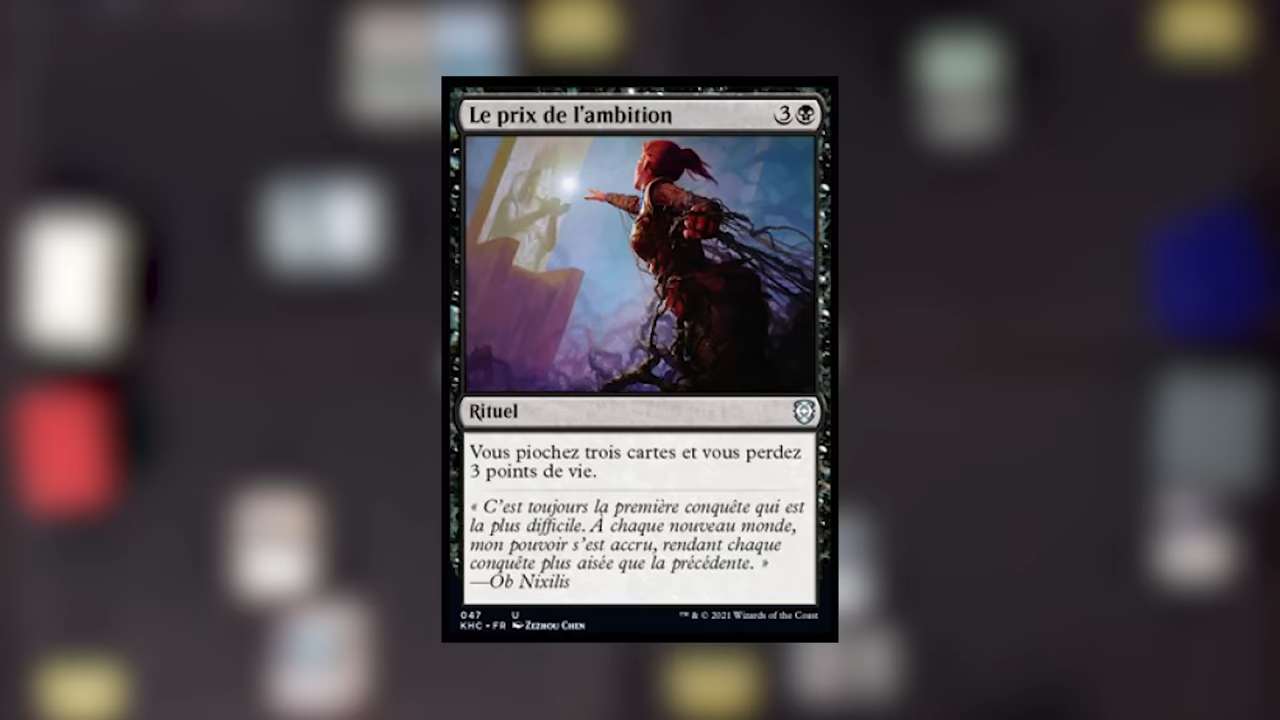 Le prix de l'ambition 3
Rituel
Vous piochez trois cartes et vous perdez
3 points de vie.
« C'est toujours la première conquête qui est
la plus difficile. À chaque nouveau monde,
mon pouvoir s'est accru, rendant chaque
conquête plus aisée que la précédente. »
—Ob Nixilis
047 U
KHC • FR Zezhou Chen
™ & © 2021 Wizards of the Coast